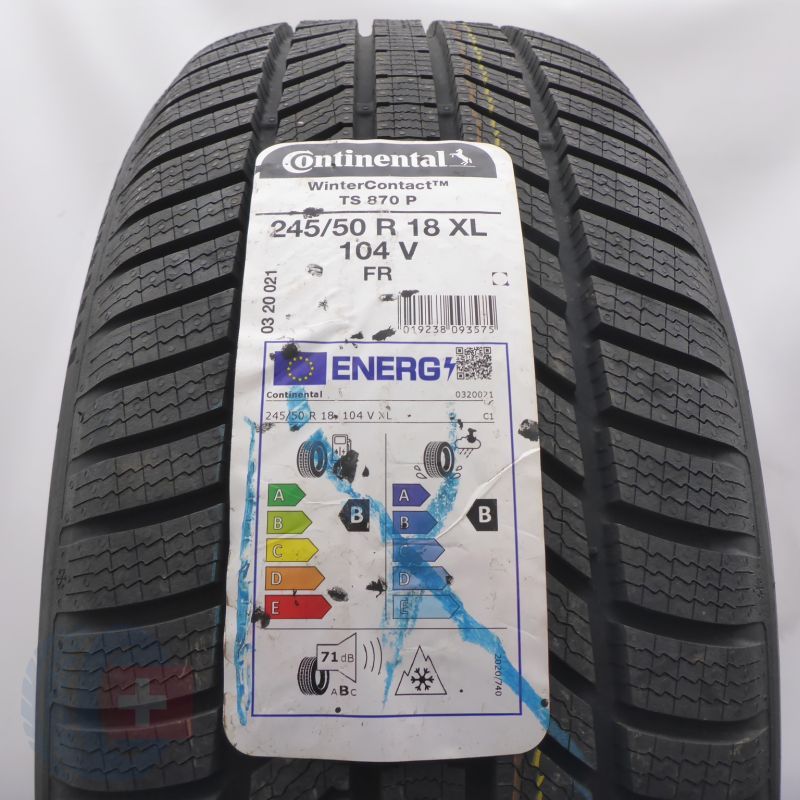 Continental
WinterContact™
TS 870 P
245/50 R 18 XL
104 V
FR
03 20 021
019238 093575
ENERG
Continental
0320021
245/50 R 18 104 V XL
C1
A
B
C
D
E
B
A
B
C
D
E
B
71 dB
ABC
2020/740